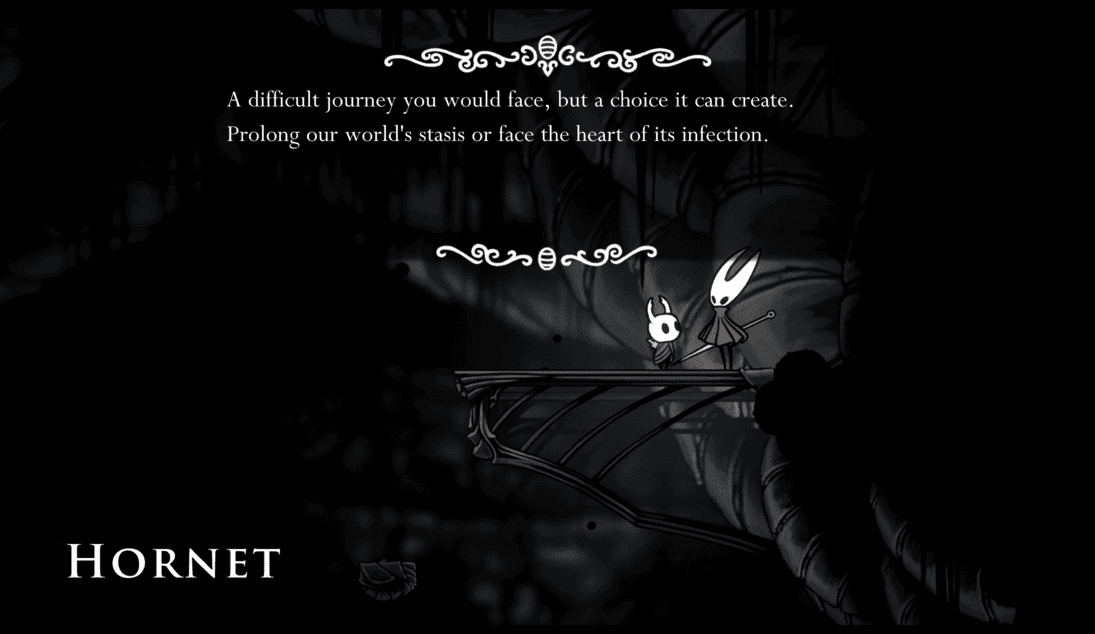 A difficult journey you would face, but a choice it can create.
Prolong our world's stasis or face the heart of its infection.
HORNET